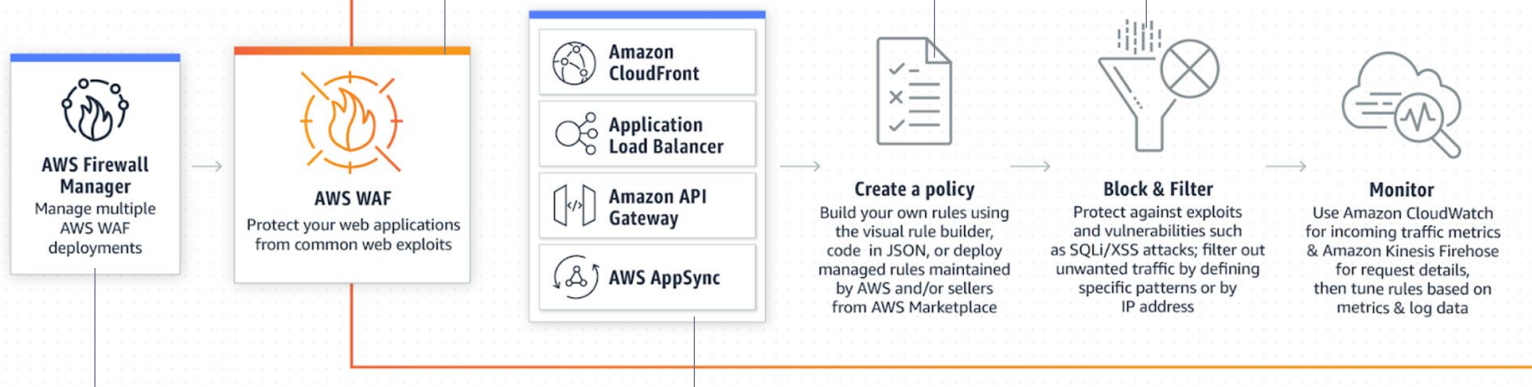 AWS Firewall
Manager
Manage multiple
AWS WAF
deployments
AWS WAF
Protect your web applications
from common web exploits
Amazon
CloudFront
Application
Load Balancer
Amazon API
Gateway
AWS AppSync
Create a policy
Build your own rules using
the visual rule builder,
code in JSON, or deploy
managed rules maintained
by AWS and/or sellers
from AWS Marketplace
Block & Filter
Protect against exploits
and vulnerabilities such
as SQLi/XSS attacks; filter out
unwanted traffic by defining
specific patterns or by
IP address
Monitor
Use Amazon CloudWatch
for incoming traffic metrics
& Amazon Kinesis Firehose
for request details,
then tune rules based on
metrics & log data